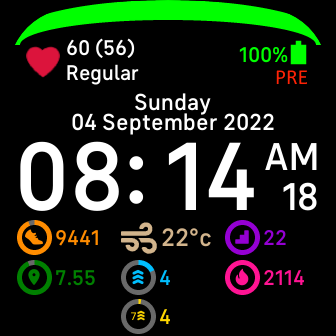 60 (56) 100%
Regular PRE
Sunday
04 September 2022
08:14 AM
18
9441 22°c 22
7.55 4 2114
7 4